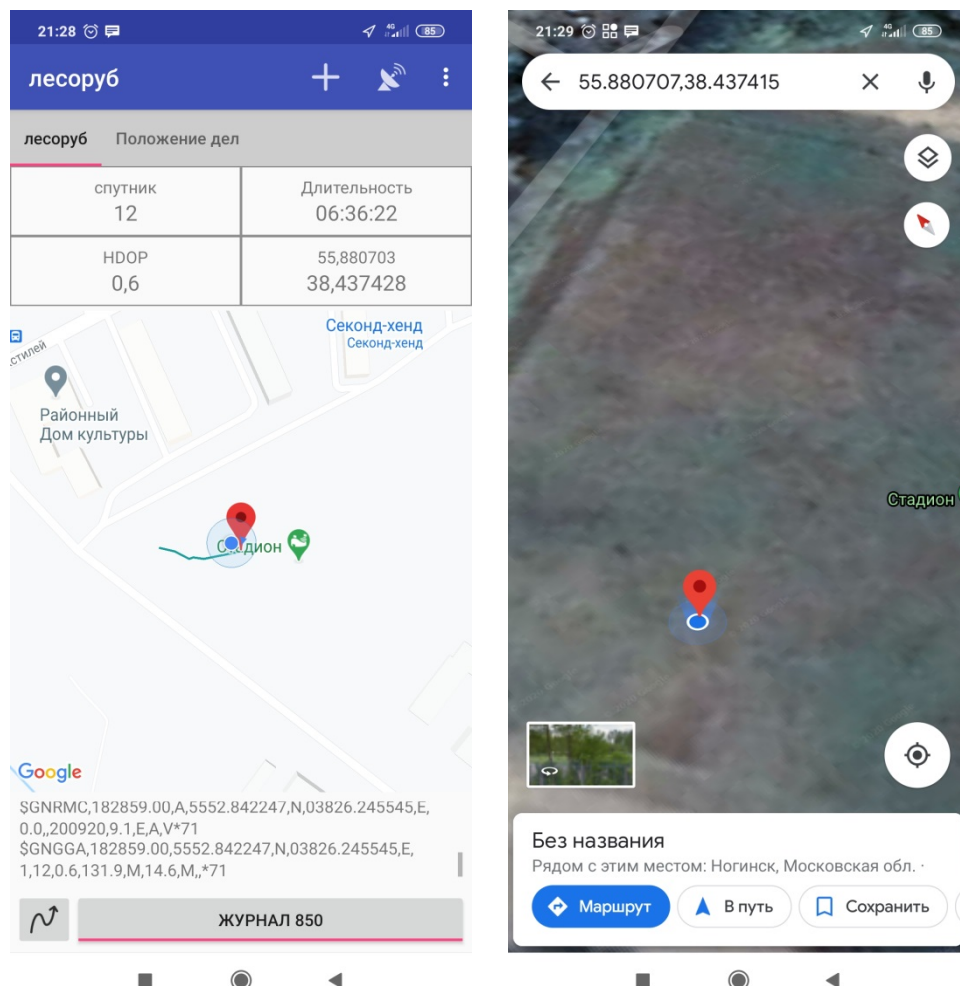 21:28
4G
85
лесоруб
лесоруб Положение дел
спутник
12
Длительность
06:36:22
HDOP
0,6
55,880703
38,437428
Секонд-хенд
Секонд-хенд
стилей
Районный
Дом культуры
Стадион
Google
$GNRMC,182859.00,A,5552.842247,N,03826.245545,E,
0.0,,200920,9.1,E,A,V*71
$GNGGA,182859.00,5552.842247,N,03826.245545,E,
1,12,0.6,131.9,M,14.6,M,,*71
ЖУРНАЛ 850
21:29
4G
85
55.880707,38.437415
Стадион
Без названия
Рядом с этим местом: Ногинск, Московская обл. ·
Маршрут
В путь
Сохранить